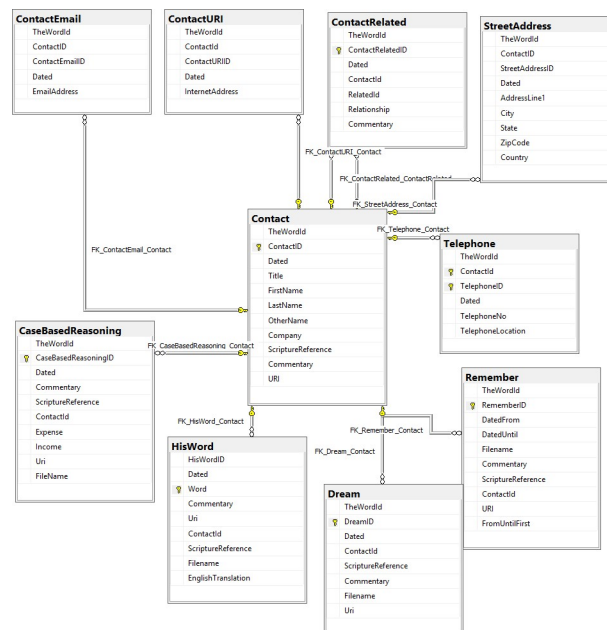 ContactEmail
TheWordId
ContactID
ContactEmailID
Dated
EmailAddress
ContactURI
TheWordId
ContactId
ContactURIID
Dated
InternetAddress
ContactRelated
TheWordId
ContactRelatedID
Dated
ContactId
RelatedId
Relationship
Commentary
StreetAddress
TheWordId
ContactID
StreetAddressID
Dated
AddressLine1
City
State
ZipCode
Country
FK_ContactURI_Contact
FK_ContactRelated_ContactRelated
FK_StreetAddress_Contact
FK_Telephone_Contact
FK_ContactEmail_Contact
Contact
TheWordId
ContactID
Dated
Title
FirstName
LastName
OtherName
Company
ScriptureReference
Commentary
URI
Telephone
TheWordId
ContactId
TelephoneID
Dated
TelephoneNo
TelephoneLocation
CaseBasedReasoning
TheWordId
CaseBasedReasoningID
Dated
Commentary
ScriptureReference
ContactId
Expense
Income
Uri
FileName
FK_CaseBasedReasoning_Contact
FK_HisWord_Contact
FK_Remember_Contact
FK_Dream_Contact
Remember
TheWordId
RememberID
DatedFrom
DatedUntil
Filename
Commentary
ScriptureReference
ContactId
URI
FromUntilFirst
HisWord
HisWordID
Dated
Word
Commentary
Uri
ContactId
ScriptureReference
Filename
EnglishTranslation
Dream
TheWordId
DreamID
Dated
ContactId
ScriptureReference
Commentary
Filename
Uri